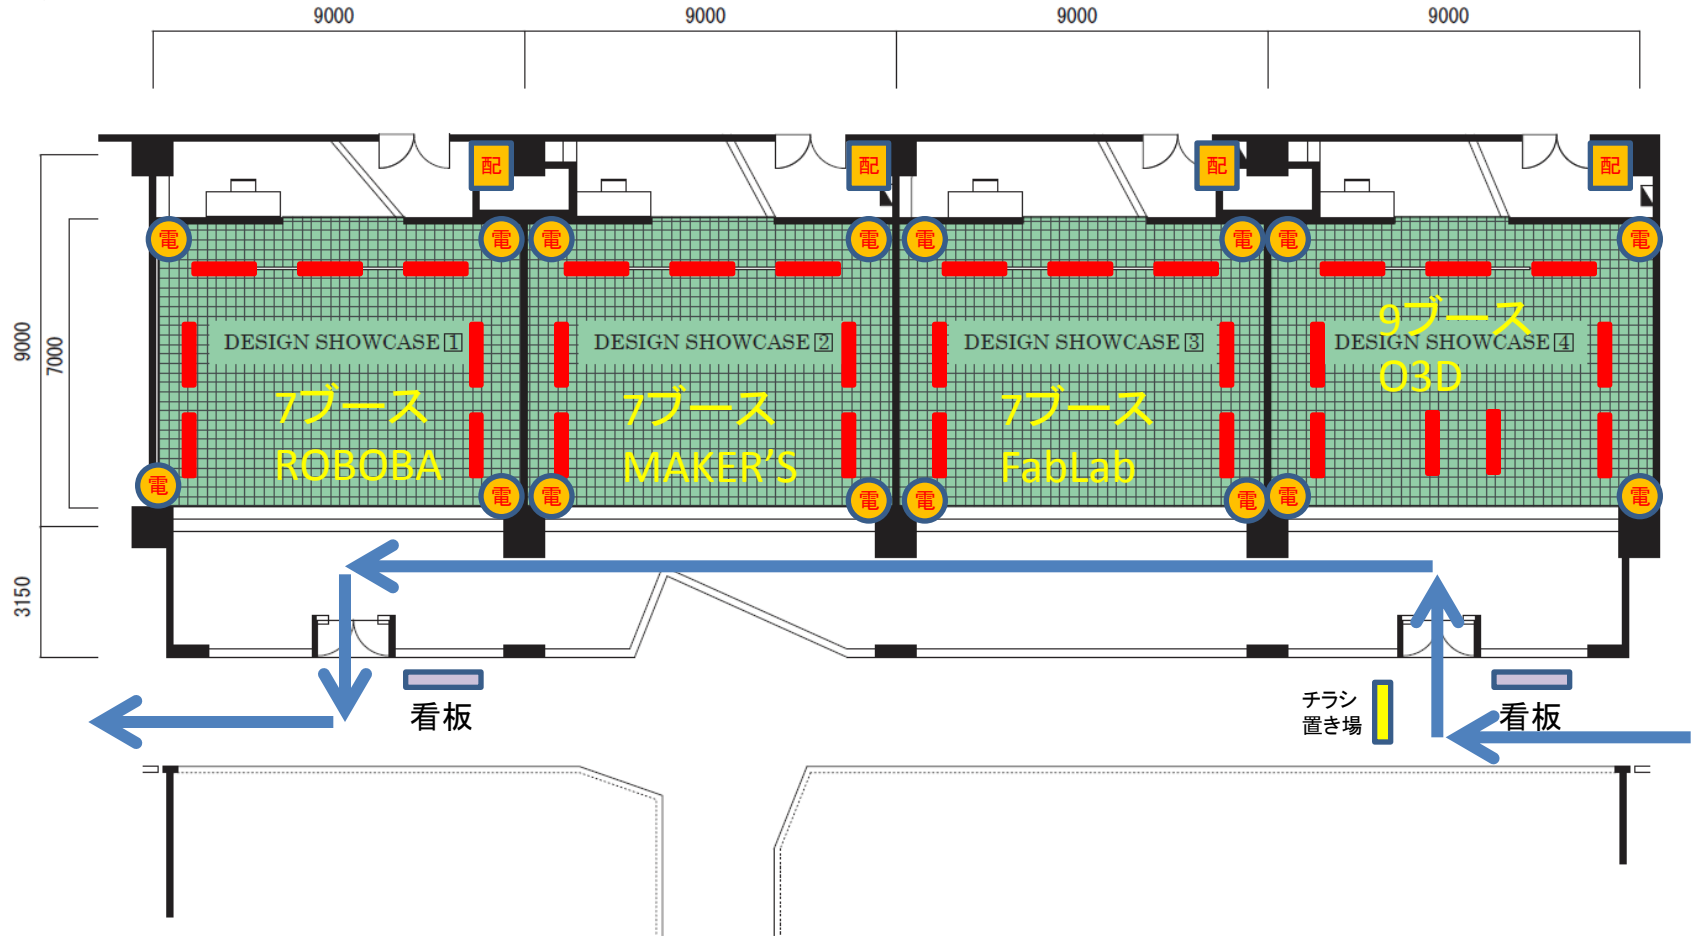 9000
9000
9000
9000
配
配
配
配
電
電
電
電
電
電
電
電
9000
7000
DESIGN SHOWCASE 1
DESIGN SHOWCASE 2
DESIGN SHOWCASE 3
9ブース
DESIGN SHOWCASE 4
O3D
7ブース
ROBOBA
7ブース
MAKER'S
7ブース
FabLab
電
電
電
電
電
電
電
電
3150
看板
チラシ
置き場
看板